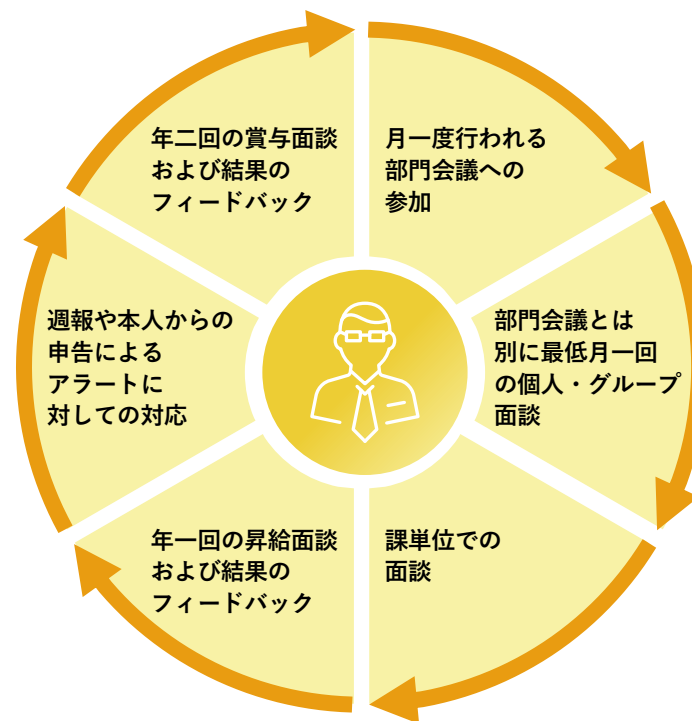 月一度行われる
部門会議への
参加
部門会議とは
別に最低月一回
の個人・グループ
面談
課単位での
面談
年一回の昇給面談
および結果の
フィードバック
週報や本人からの
申告による
アラートに
対しての対応
年二回の賞与面談
および結果の
フィードバック